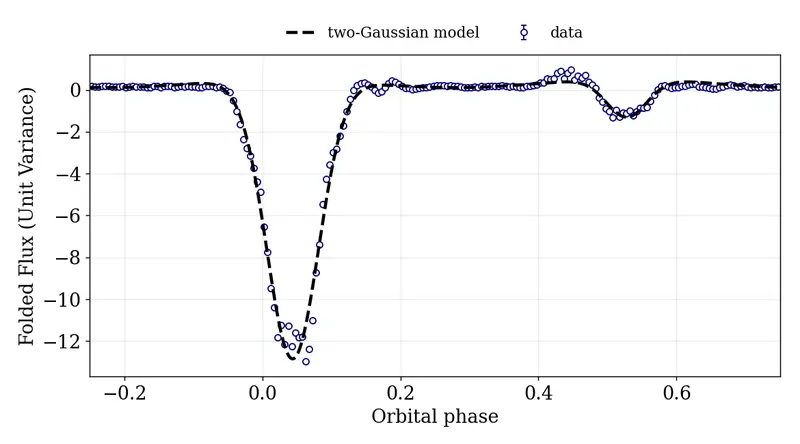 two-Gaussian model data
Folded Flux (Unit Variance)
0
−2
−4
−6
−8
−10
−12
−0.2 0.0 0.2 0.4 0.6
Orbital phase